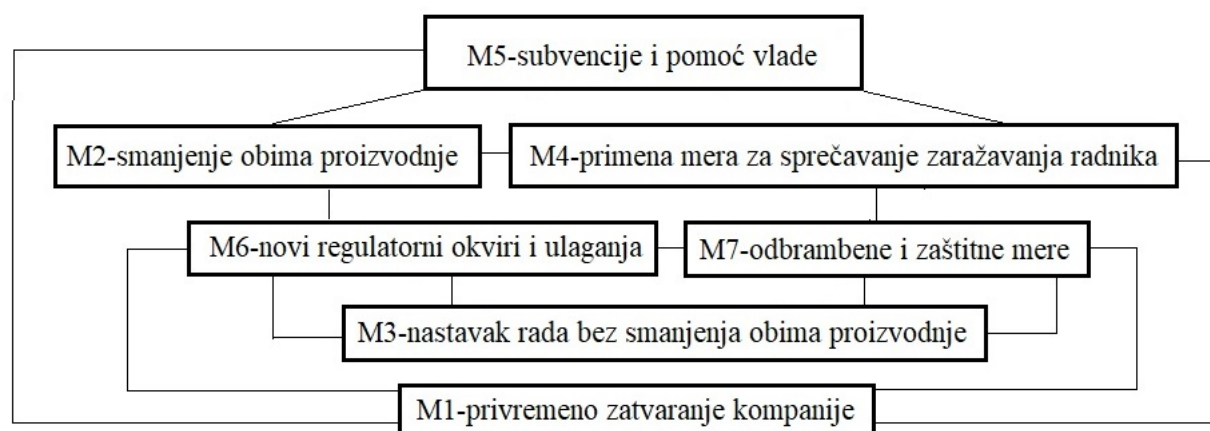 M5-subvencije i pomoć vlade
M2-smanjenje obima proizvodnje
M4-primena mera za sprečavanje zaražavanja radnika
M6-novi regulatorni okviri i ulaganja
M7-odbrambene i zaštitne mere
M3-nastavak rada bez smanjenja obima proizvodnje
M1-privremeno zatvaranje kompanije